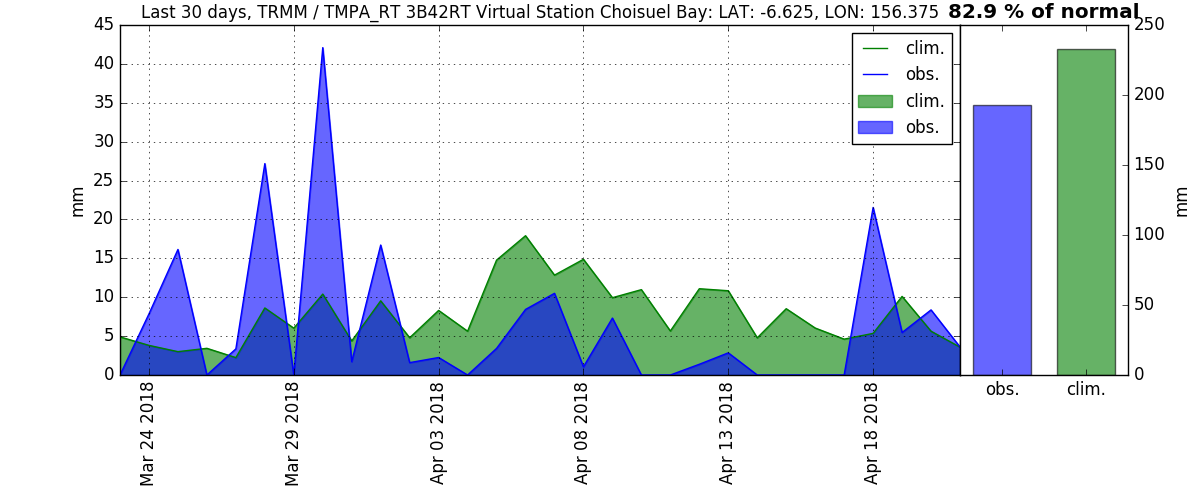 Last 30 days, TRMM / TMPA_RT 3B42RT Virtual Station Choisuel Bay: LAT: -6.625, LON: 156.375 82.9 % of normal
45
40
35
30
25
20
15
10
5
0
mm
clim.
obs.
clim.
obs.
Mar 24 2018
Mar 29 2018
Apr 03 2018
Apr 08 2018
Apr 13 2018
Apr 18 2018
250
200
150
100
50
0
mm
obs. clim.